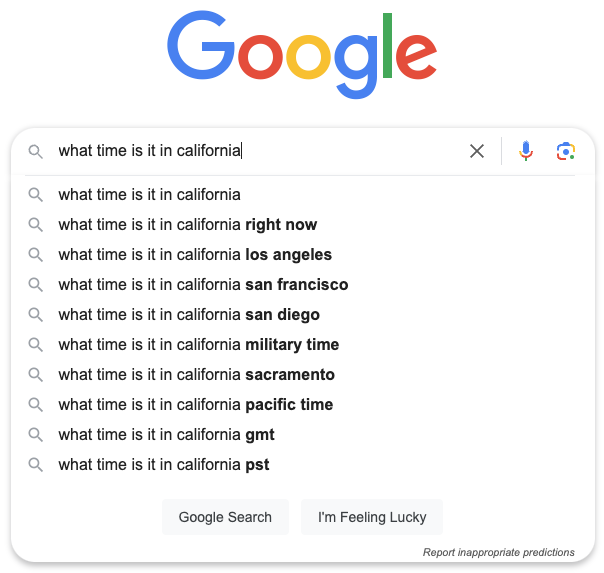 Google
what time is it in california
what time is it in california
what time is it in california right now
what time is it in california los angeles
what time is it in california san francisco
what time is it in california san diego
what time is it in california military time
what time is it in california sacramento
what time is it in california pacific time
what time is it in california gmt
what time is it in california pst
Google Search I'm Feeling Lucky
Report inappropriate predictions